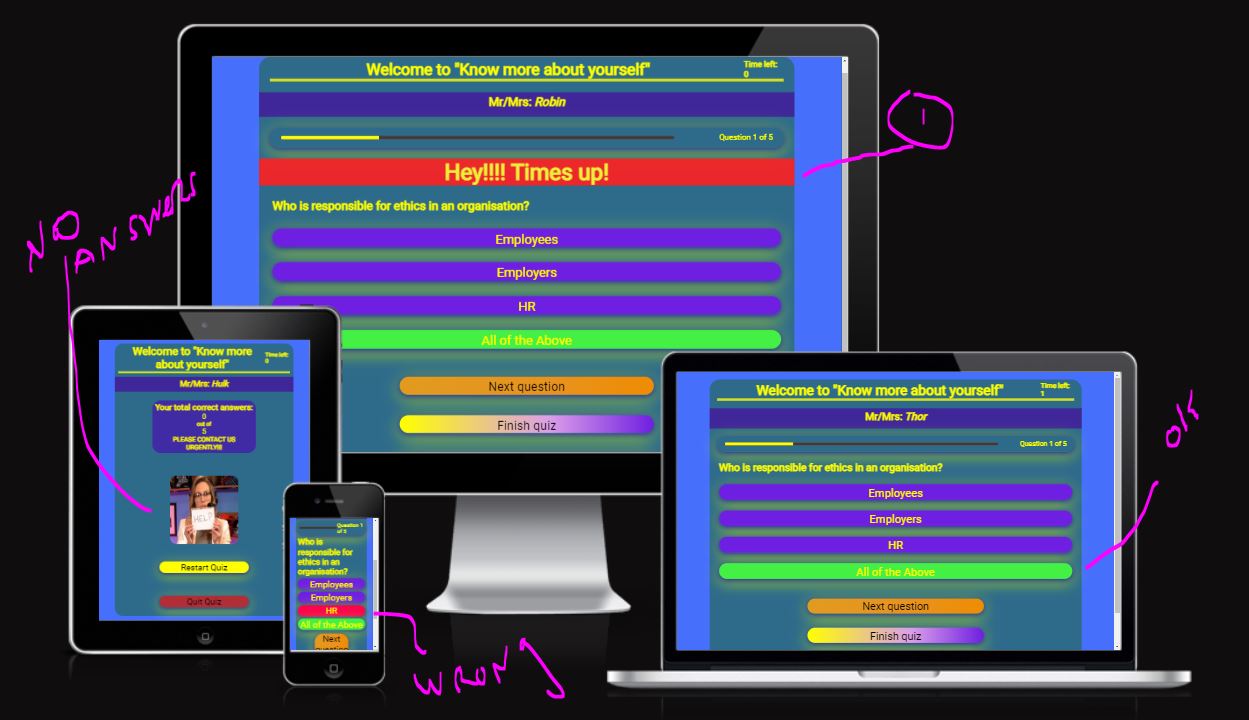 Welcome to "Know more about yourself"
Time left:
0
Mr/Mrs: Robin
Question 1 of 5
Hey!!!! Times up!
Who is responsible for ethics in an organisation?
Employees
Employers
HR
All of the Above
Next question
Finish quiz
1
NO
ANSWERS
Welcome to "Know more
about yourself"
Time left:
0
Mr/Mrs: Hulk
Your total correct answers:
0
out of
5
PLEASE CONTACT US
URGENTLY!!!
HELP
Restart Quiz
Quit Quiz
Question 1
of 5
Who is
responsible for
ethics in an
organisation?
Employees
Employers
HR
All of the Above
Next
question
WRONG
Welcome to "Know more about yourself"
Time left:
1
Mr/Mrs: Thor
Question 1 of 5
Who is responsible for ethics in an organisation?
Employees
Employers
HR
All of the Above
Next question
Finish quiz
OK